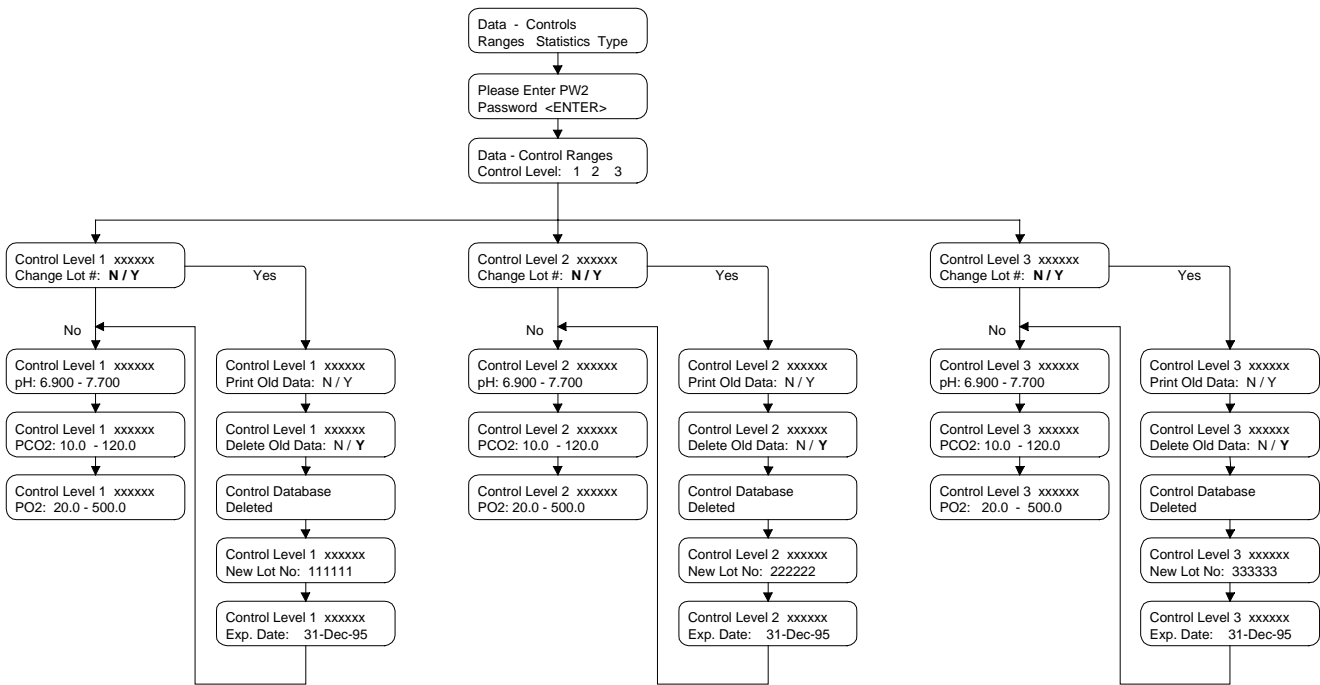 Data - Controls
Ranges Statistics Type
Please Enter PW2
Password <ENTER>
Data - Control Ranges
Control Level: 1 2 3
Control Level 1 xxxxxx
Change Lot #: N / Y
Yes
No
Control Level 1 xxxxxx
pH: 6.900 - 7.700
Control Level 1 xxxxxx
PCO2: 10.0 - 120.0
Control Level 1 xxxxxx
PO2: 20.0 - 500.0
Control Level 1 xxxxxx
Print Old Data: N / Y
Control Level 1 xxxxxx
Delete Old Data: N / Y
Control Database
Deleted
Control Level 1 xxxxxx
New Lot No: 111111
Control Level 1 xxxxxx
Exp. Date: 31-Dec-95
Control Level 2 xxxxxx
Change Lot #: N / Y
Yes
No
Control Level 2 xxxxxx
pH: 6.900 - 7.700
Control Level 2 xxxxxx
PCO2: 10.0 - 120.0
Control Level 2 xxxxxx
PO2: 20.0 - 500.0
Control Level 2 xxxxxx
Print Old Data: N / Y
Control Level 2 xxxxxx
Delete Old Data: N / Y
Control Database
Deleted
Control Level 2 xxxxxx
New Lot No: 222222
Control Level 2 xxxxxx
Exp. Date: 31-Dec-95
Control Level 3 xxxxxx
Change Lot #: N / Y
Yes
No
Control Level 3 xxxxxx
pH: 6.900 - 7.700
Control Level 3 xxxxxx
PCO2: 10.0 - 120.0
Control Level 3 xxxxxx
PO2: 20.0 - 500.0
Control Level 3 xxxxxx
Print Old Data: N / Y
Control Level 3 xxxxxx
Delete Old Data: N / Y
Control Database
Deleted
Control Level 3 xxxxxx
New Lot No: 333333
Control Level 3 xxxxxx
Exp. Date: 31-Dec-95